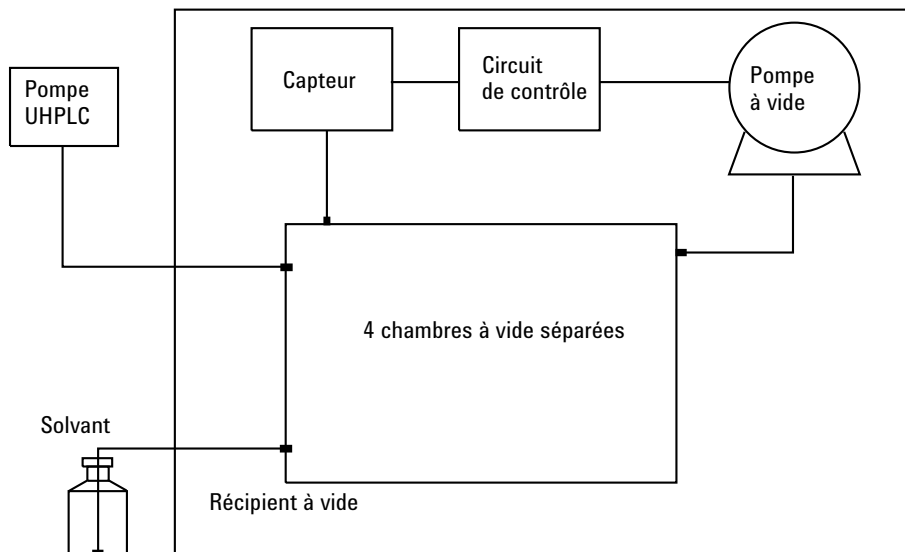 Pompe
UHPLC
Capteur
Circuit
de contrôle
Pompe
à vide
4 chambres à vide séparées
Solvant
Récipient à vide